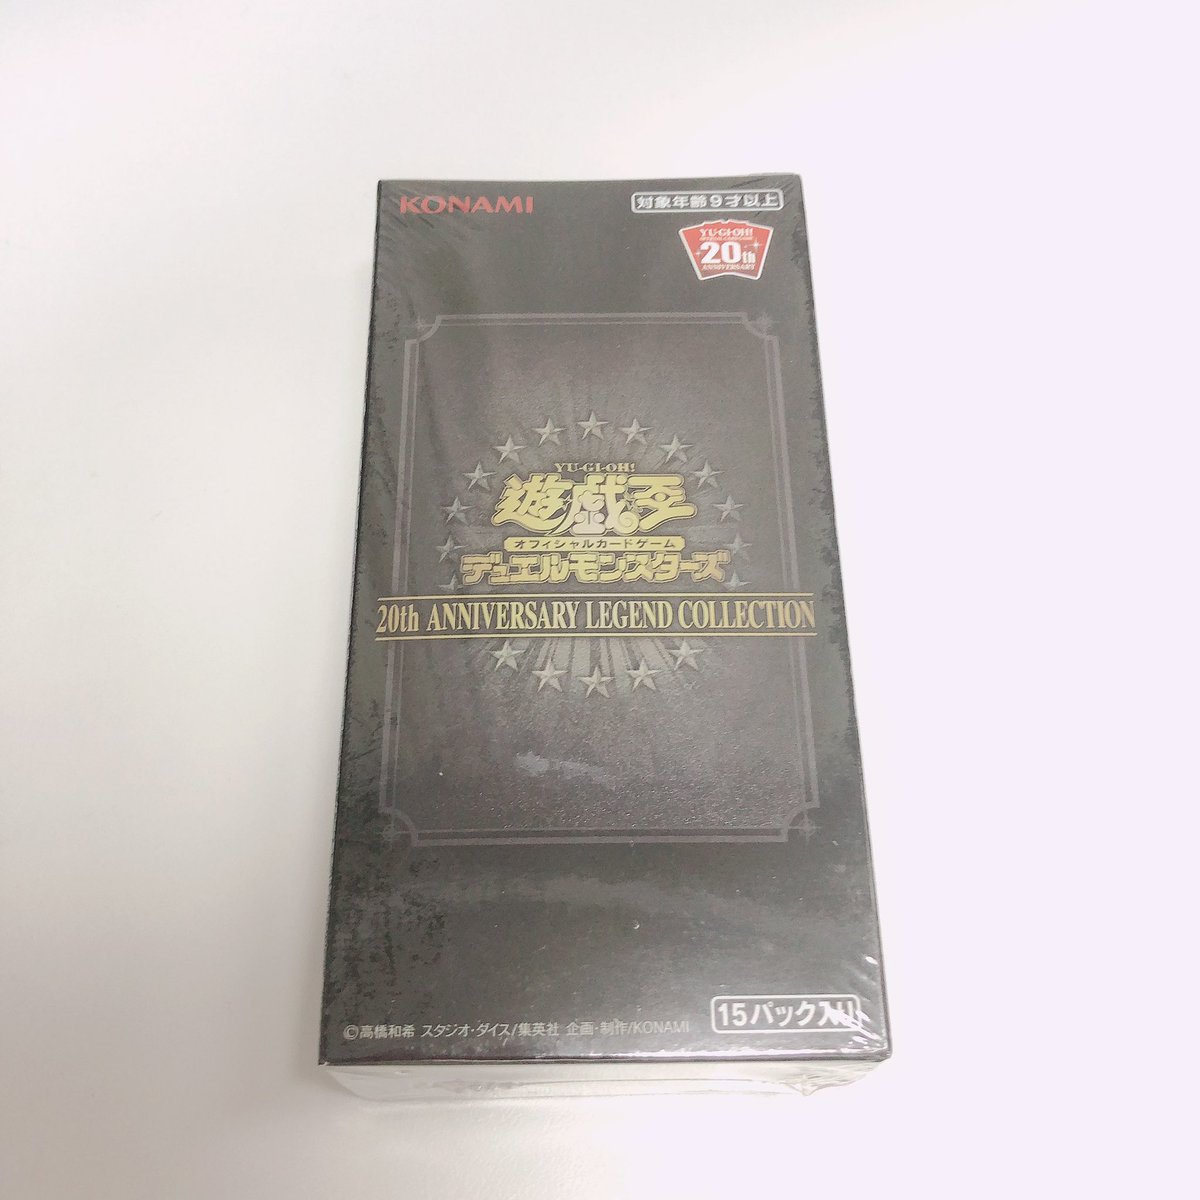 KONAMI
対象年齢9才以上
YU-GI-OH!
OFFICIAL CARD GAME
20th
ANNIVERSARY
YU-GI-OH!
遊戯王
オフィシャルカードゲーム
デュエルモンスターズ
20th ANNIVERSARY LEGEND COLLECTION
15パック入り
©高橋和希 スタジオ・ダイス/集英社 企画・制作/KONAMI